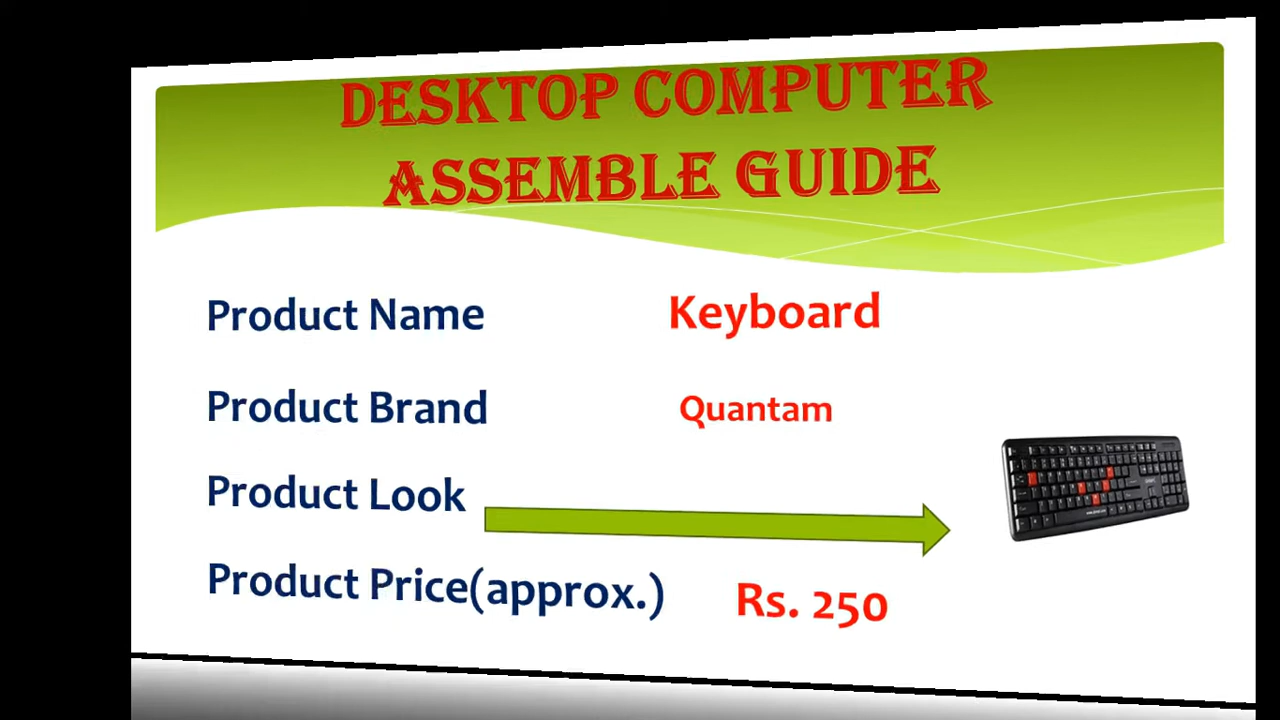 DESKTOP COMPUTER
ASSEMBLE GUIDE
Product Name Keyboard
Product Brand Quantam
Product Look
Product Price(approx.) Rs. 250